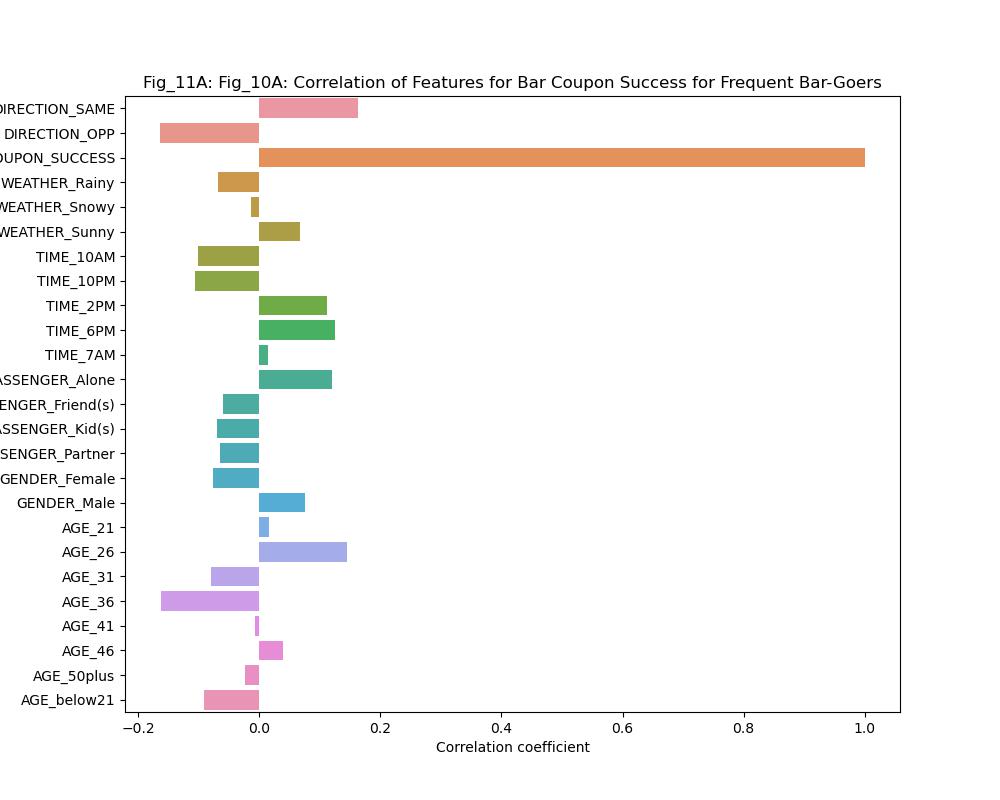 Fig_11A: Fig_10A: Correlation of Features for Bar Coupon Success for Frequent Bar-Goers
DIRECTION_SAME
DIRECTION_OPP
OUPON_SUCCESS
WEATHER_Rainy
WEATHER_Snowy
WEATHER_Sunny
TIME_10AM
TIME_10PM
TIME_2PM
TIME_6PM
TIME_7AM
ASSENGER_Alone
ENGER_Friend(s)
ASSENGER_Kid(s)
SENGER_Partner
GENDER_Female
GENDER_Male
AGE_21
AGE_26
AGE_31
AGE_36
AGE_41
AGE_46
AGE_50plus
AGE_below21
−0.2 0.0 0.2 0.4 0.6 0.8 1.0
Correlation coefficient